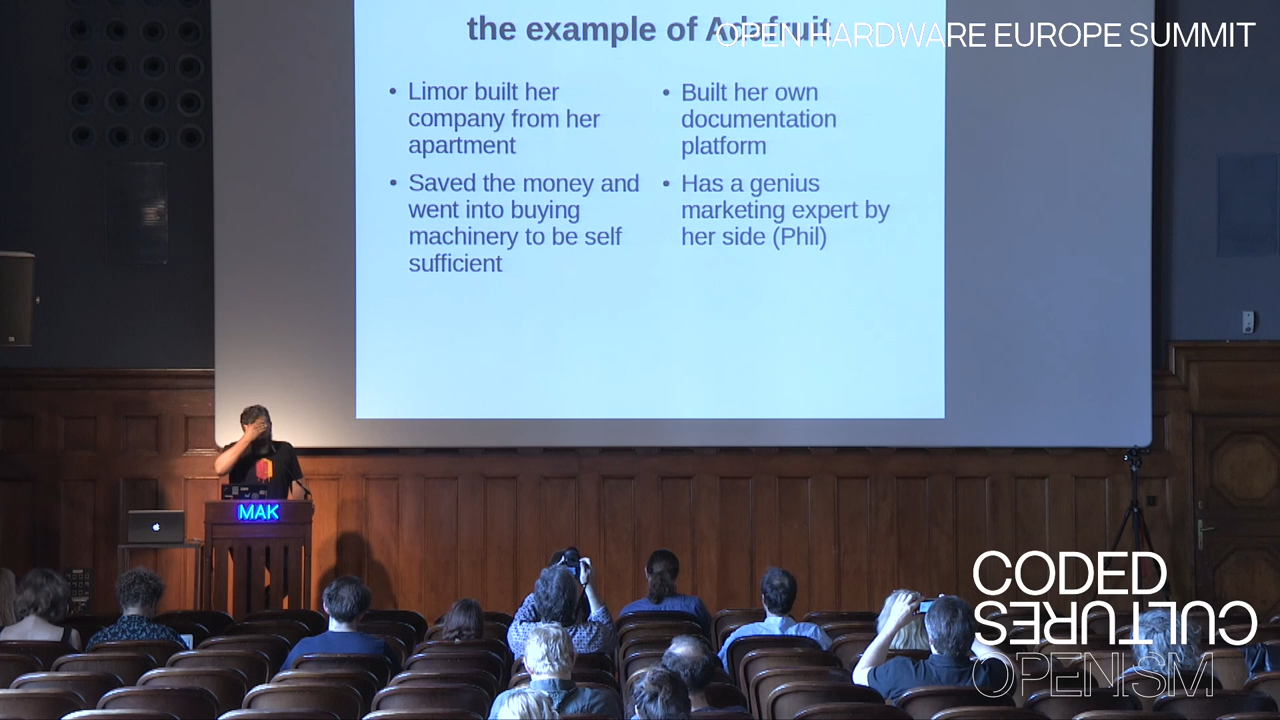 the example of Adafruit
OPEN HARDWARE EUROPE SUMMIT
• Limor built her
company from her
apartment
• Saved the money and
went into buying
machinery to be self
sufficient
• Built her own
documentation
platform
• Has a genius
marketing expert by
her side (Phil)
MAK
CODED
CULTURES
OPENISM